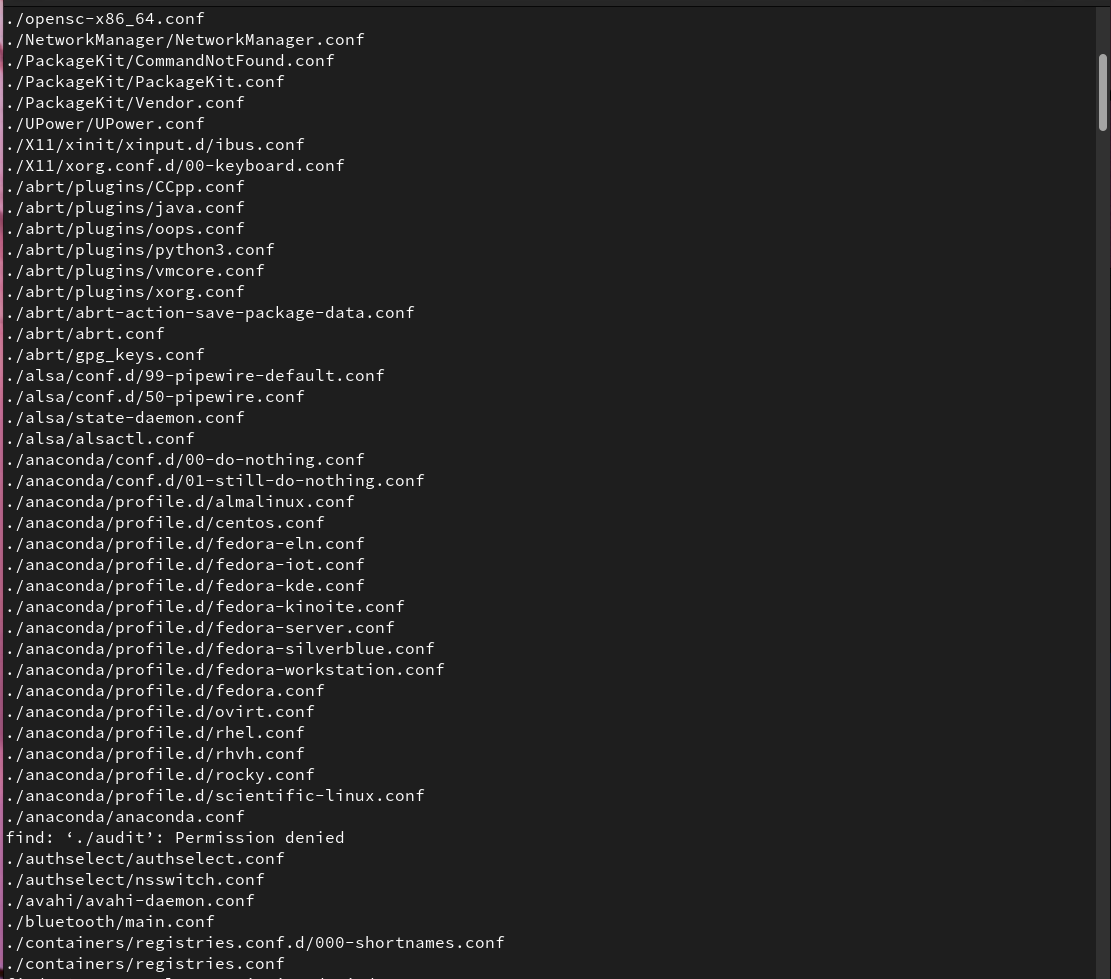 ./opensc-x86_64.conf
./NetworkManager/NetworkManager.conf
./PackageKit/CommandNotFound.conf
./PackageKit/PackageKit.conf
./PackageKit/Vendor.conf
./UPower/UPower.conf
./X11/xinit/xinput.d/ibus.conf
./X11/xorg.conf.d/00-keyboard.conf
./abrt/plugins/CCpp.conf
./abrt/plugins/java.conf
./abrt/plugins/oops.conf
./abrt/plugins/python3.conf
./abrt/plugins/vmcore.conf
./abrt/plugins/xorg.conf
./abrt/abrt-action-save-package-data.conf
./abrt/abrt.conf
./abrt/gpg_keys.conf
./alsa/conf.d/99-pipewire-default.conf
./alsa/conf.d/50-pipewire.conf
./alsa/state-daemon.conf
./alsa/alsactl.conf
./anaconda/conf.d/00-do-nothing.conf
./anaconda/conf.d/01-still-do-nothing.conf
./anaconda/profile.d/almalinux.conf
./anaconda/profile.d/centos.conf
./anaconda/profile.d/fedora-eln.conf
./anaconda/profile.d/fedora-iot.conf
./anaconda/profile.d/fedora-kde.conf
./anaconda/profile.d/fedora-kinoite.conf
./anaconda/profile.d/fedora-server.conf
./anaconda/profile.d/fedora-silverblue.conf
./anaconda/profile.d/fedora-workstation.conf
./anaconda/profile.d/fedora.conf
./anaconda/profile.d/ovirt.conf
./anaconda/profile.d/rhel.conf
./anaconda/profile.d/rhvh.conf
./anaconda/profile.d/rocky.conf
./anaconda/profile.d/scientific-linux.conf
./anaconda/anaconda.conf
find: ‘./audit’: Permission denied
./authselect/authselect.conf
./authselect/nsswitch.conf
./avahi/avahi-daemon.conf
./bluetooth/main.conf
./containers/registries.conf.d/000-shortnames.conf
./containers/registries.conf